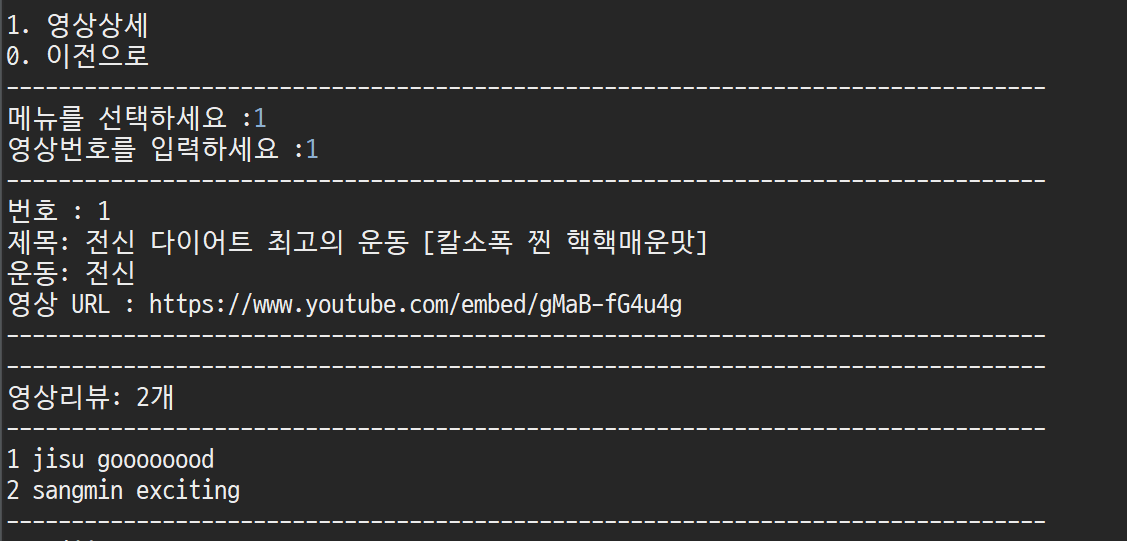 1. 영상상세
0. 이전으로
--------------------------------------------------------------------------------
메뉴를 선택하세요 :1
영상번호를 입력하세요 :1
--------------------------------------------------------------------------------
번호 : 1
제목: 전신 다이어트 최고의 운동 [칼소폭 찐 핵핵매운맛]
운동: 전신
영상 URL : https://www.youtube.com/embed/gMaB-fG4u4g
--------------------------------------------------------------------------------
--------------------------------------------------------------------------------
영상리뷰: 2개
--------------------------------------------------------------------------------
1 jisu goooooood
2 sangmin exciting
--------------------------------------------------------------------------------